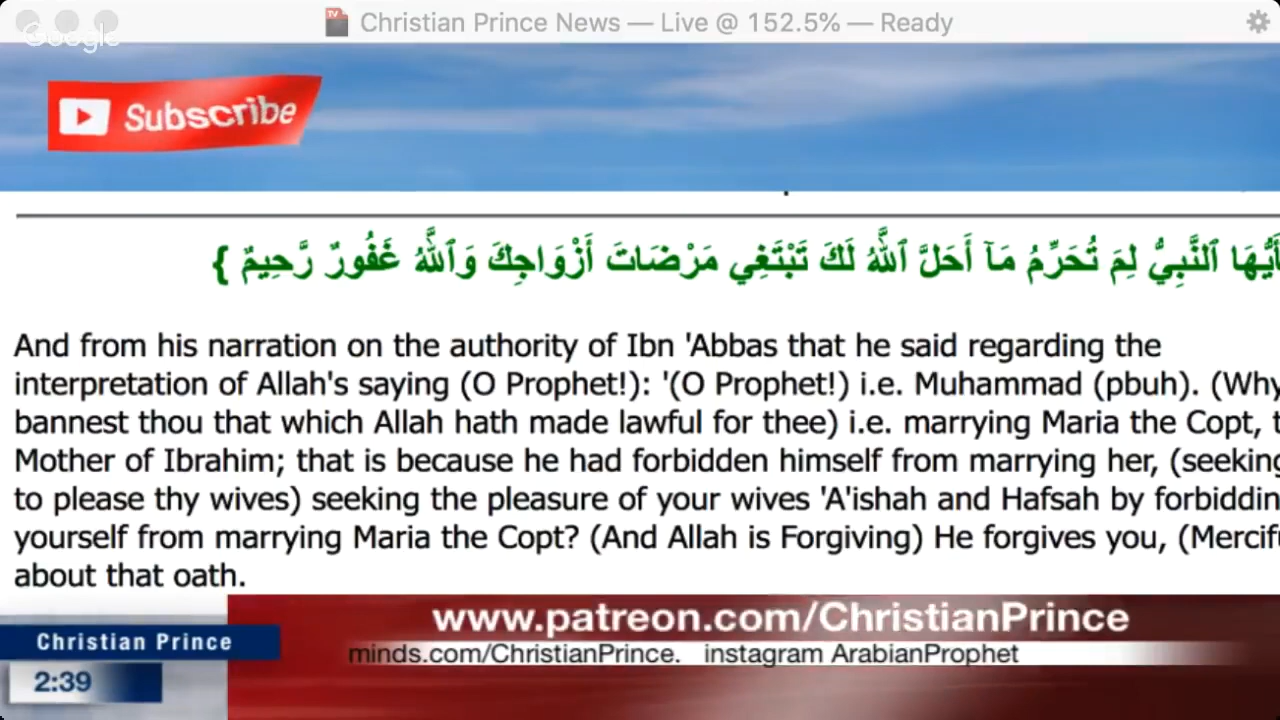 Christian Prince News — Live @ 152.5% — Ready
Google
Subscribe
ٱلنَّبِيُّ لِمَ تُحَرِّمُ مَآ أَحَلَّ ٱللَّهُ لَكَ تَبْتَغِي مَرْضَاتَ أَزْوَاجِكَ وَٱللَّهُ غَفُورٌ رَّحِيمٌ }
And from his narration on the authority of Ibn 'Abbas that he said regarding the
interpretation of Allah's saying (O Prophet!): '(O Prophet!) i.e. Muhammad (pbuh). (Why
bannest thou that which Allah hath made lawful for thee) i.e. marrying Maria the Copt,
Mother of Ibrahim; that is because he had forbidden himself from marrying her, (seeking
to please thy wives) seeking the pleasure of your wives 'A'ishah and Hafsah by forbiddin
yourself from marrying Maria the Copt? (And Allah is Forgiving) He forgives you, (Mercifu
about that oath.
www.patreon.com/ChristianPrince
Christian Prince
minds.com/ChristianPrince. instagram ArabianProphet
2:39